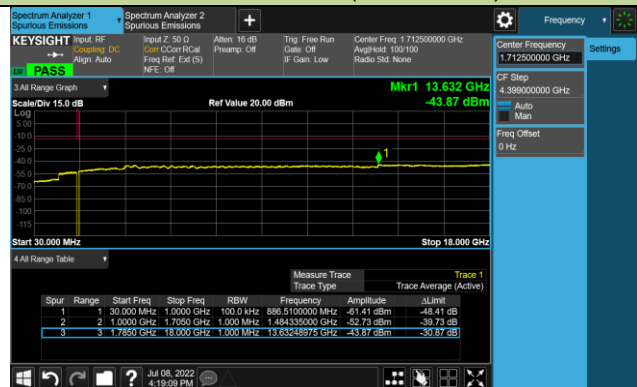 Spectrum Analyzer 1
Spurious Emissions
Spectrum Analyzer 2
Spurious Emissions
Frequency
KEYSIGHT
Input: RF
Coupling: DC
Align: Auto
Input Z: 50 Ω
Corr CCorr RCal
Freq Ref: Ext (S)
NFE: Off
Atten: 16 dB
Preamp: Off
Trig: Free Run
Gate: Off
IF Gain: Low
Center Freq: 1.712500000 GHz
Avg|Hold: 100/100
Radio Std: None
PASS
Center Frequency
1.712500000 GHz
Settings
CF Step
4.399000000 GHz
Auto
Man
Freq Offset
0 Hz
3 All Range Graph
Mkr1 13.632 GHz
Scale/Div 15.0 dB
Ref Value 20.00 dBm
-43.87 dBm
Log
5.00
-10.0
-25.0
-40.0
-55.0
-70.0
-85.0
-100
-115
1
Start 30.000 MHz
Stop 18.000 GHz
4 All Range Table
Measure Trace
Trace 1
Trace Type
Trace Average (Active)
Spur Range Start Freq Stop Freq RBW Frequency Amplitude ΔLimit
1 1 30.000 MHz 1.0000 GHz 100.0 kHz 886.5100000 MHz -61.41 dBm -48.41 dB
2 2 1.0000 GHz 1.7050 GHz 1.000 MHz 1.484335000 GHz -52.73 dBm -39.73 dB
3 3 1.7850 GHz 18.000 GHz 1.000 MHz 13.63248975 GHz -43.87 dBm -30.87 dB
Jul 08, 2022
4:19:09 PM